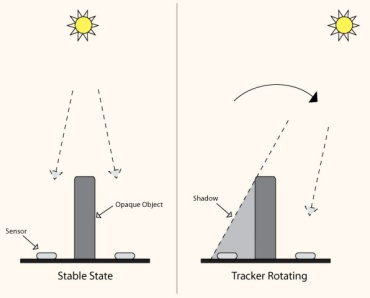 Opaque Object
Sensor
Stable State
Shadow
Tracker Rotating